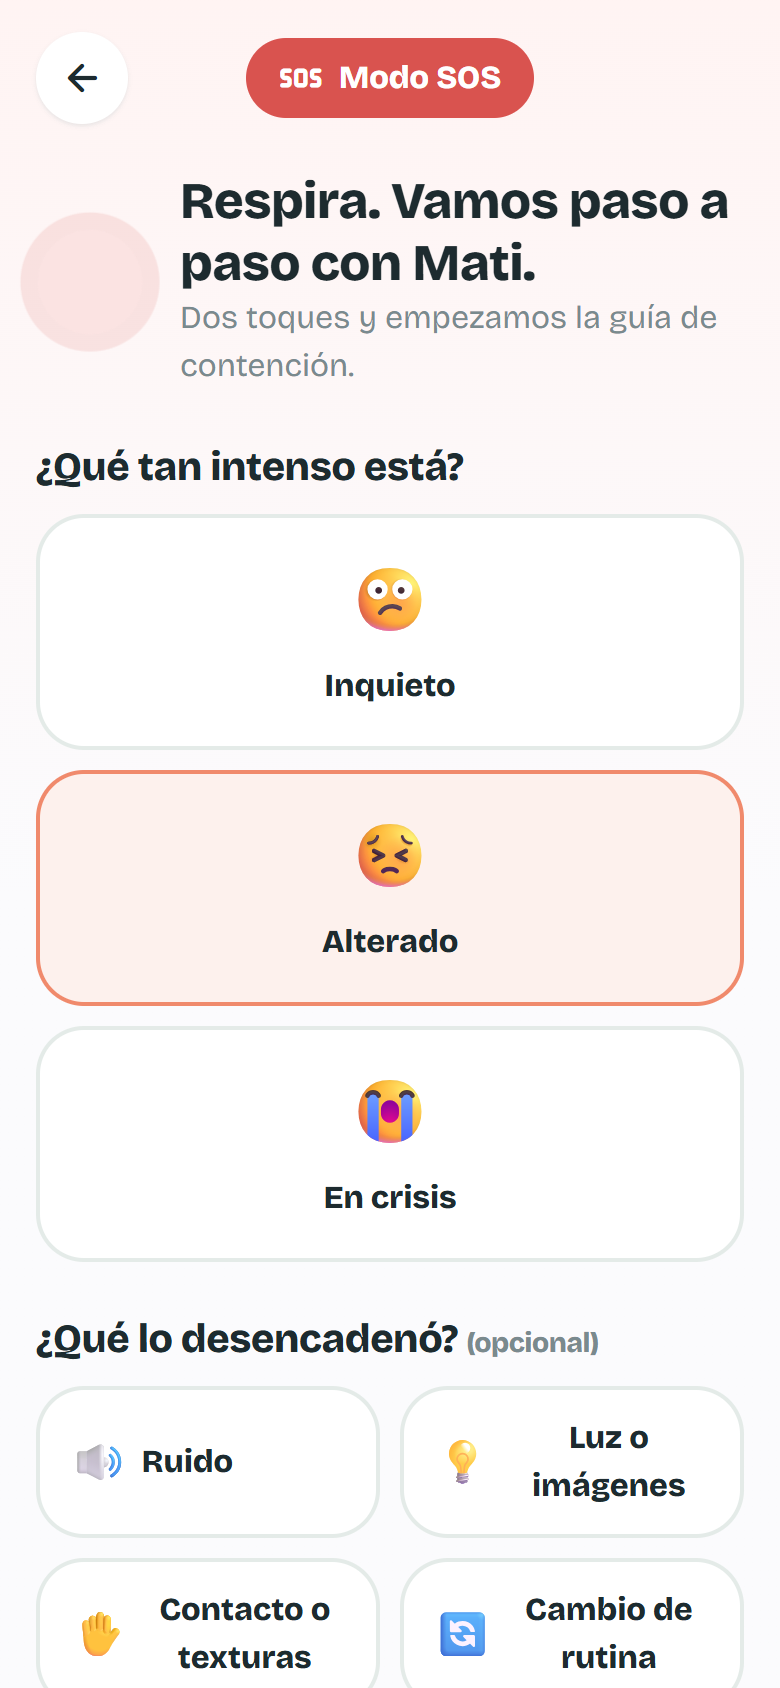 SOS Modo SOS
Respira. Vamos paso a
paso con Mati.
Dos toques y empezamos la guía de
contención.
¿Qué tan intenso está?
Inquieto
Alterado
En crisis
¿Qué lo desencadenó? (opcional)
Ruido
Luz o
imágenes
Contacto o
texturas
Cambio de
rutina